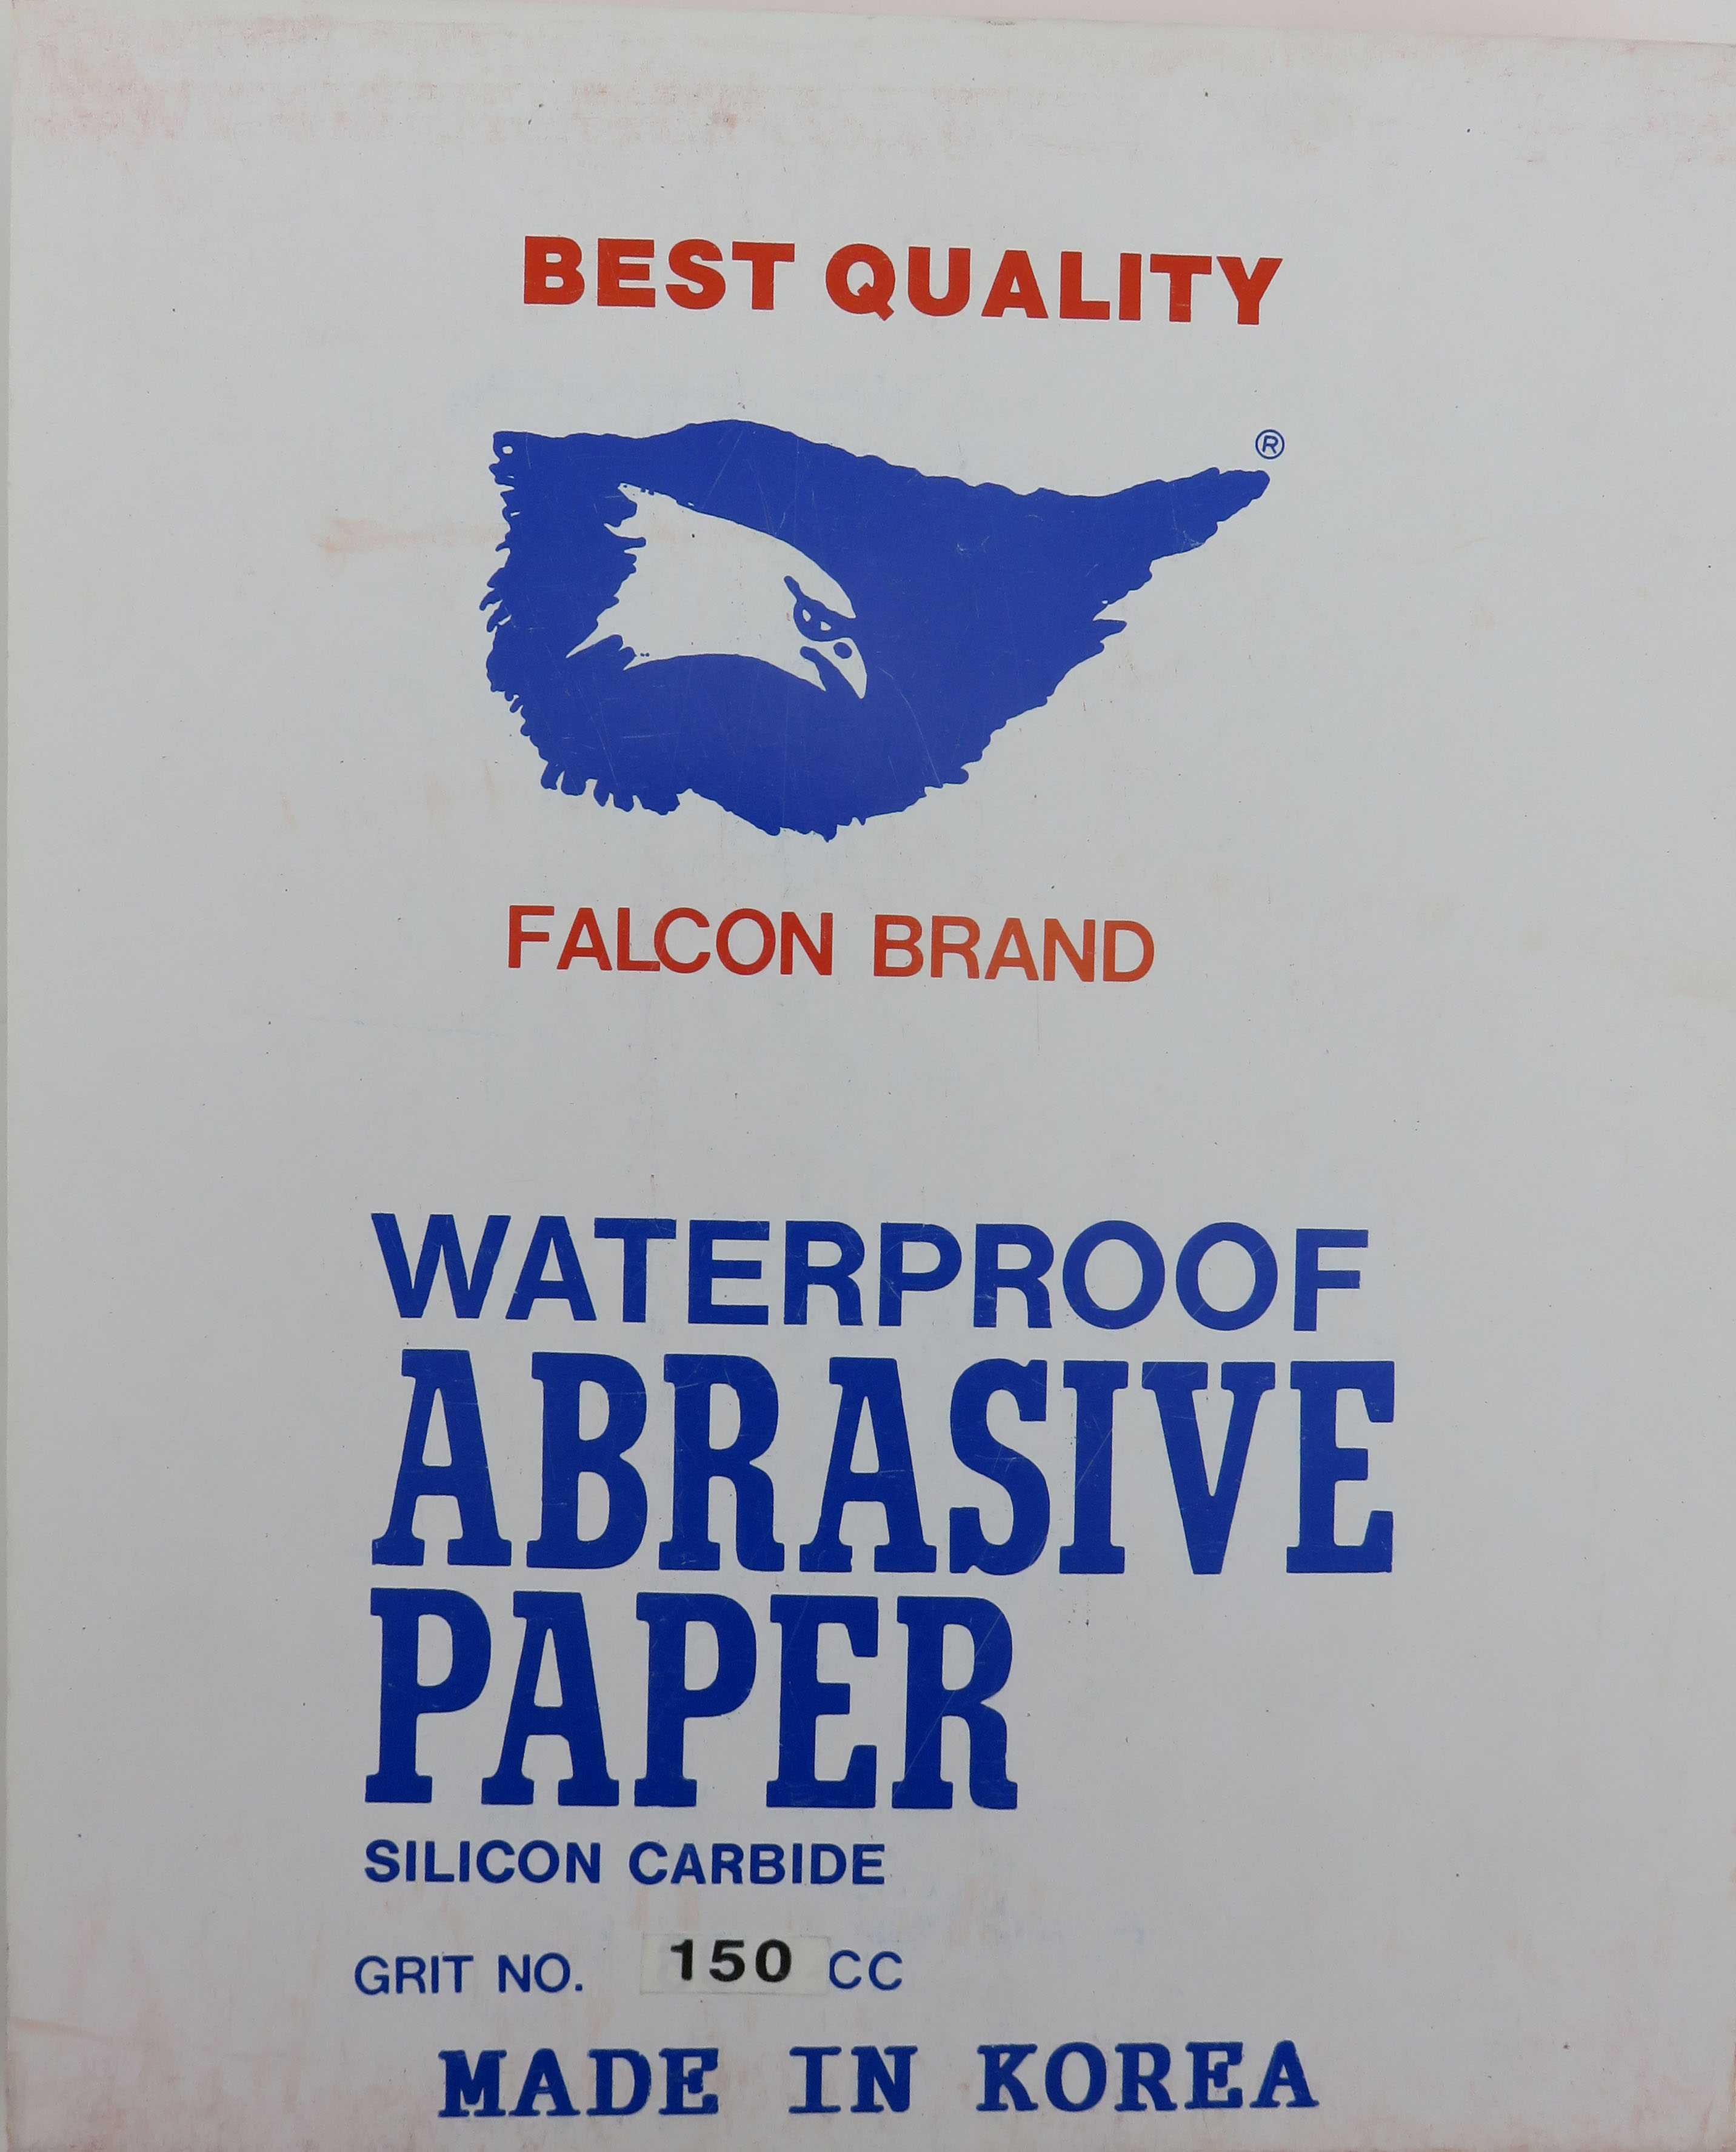 BEST QUALITY
®
FALCON BRAND
WATERPROOF
ABRASIVE
PAPER
SILICON CARBIDE
GRIT NO. 150 CC
MADE IN KOREA